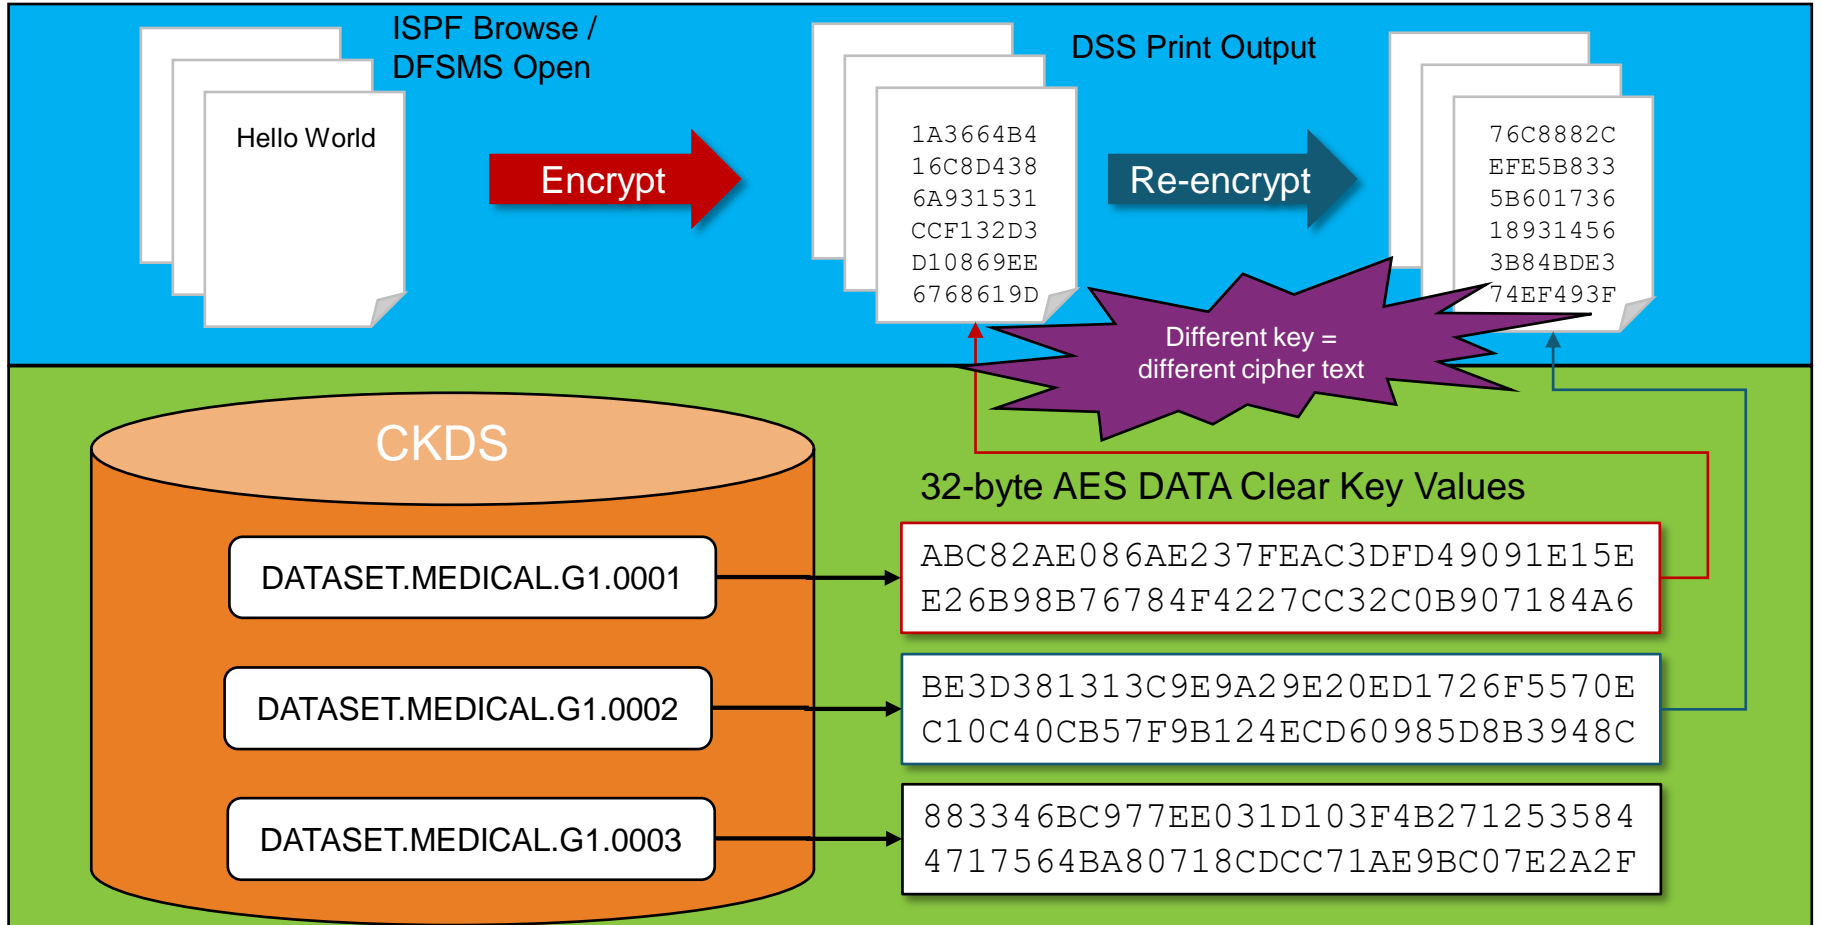 ISPF Browse /
DFSMS Open
DSS Print Output
Hello World
Encrypt
1A3664B4
16C8D438
6A931531
CCF132D3
D10869EE
6768619D
Re-encrypt
76C8882C
EFE5B833
5B601736
18931456
3B84BDE3
74EF493F
Different key =
different cipher text
CKDS
32-byte AES DATA Clear Key Values
DATASET.MEDICAL.G1.0001
ABC82AE086AE237FEAC3DFD49091E15E
E26B98B76784F4227CC32C0B907184A6
DATASET.MEDICAL.G1.0002
BE3D381313C9E9A29E20ED1726F5570E
C10C40CB57F9B124ECD60985D8B3948C
DATASET.MEDICAL.G1.0003
883346BC977EE031D103F4B271253584
4717564BA80718CDCC71AE9BC07E2A2F